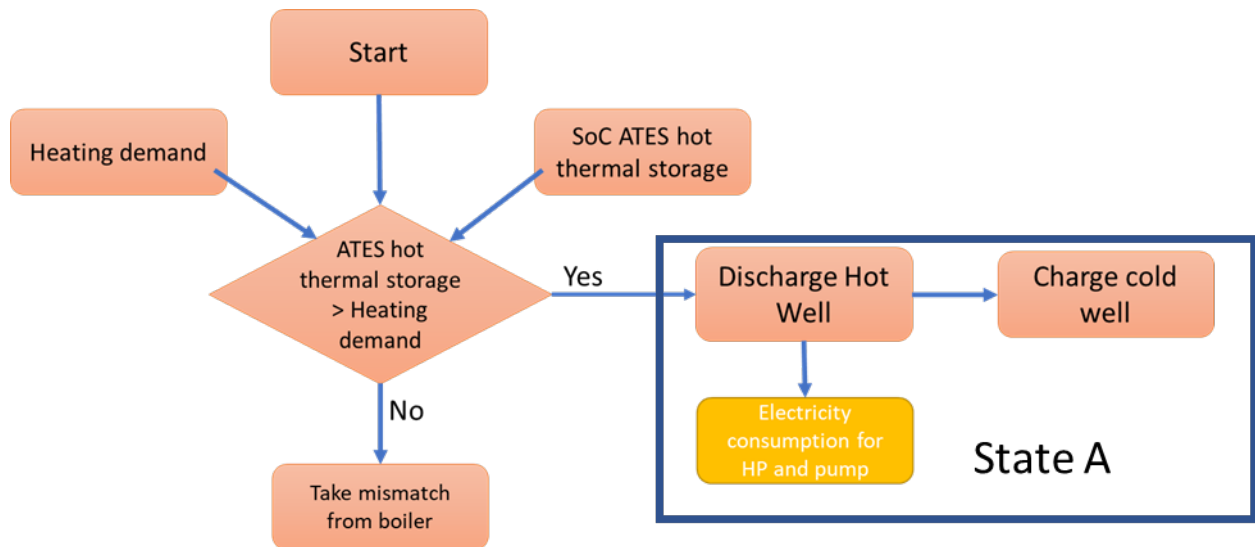 Start
Heating demand
SoC ATES hot
thermal storage
ATES hot
thermal storage
> Heating
demand
Yes
Discharge Hot
Well
Charge cold
well
No
Electricity
consumption for
HP and pump
State A
Take mismatch
from boiler